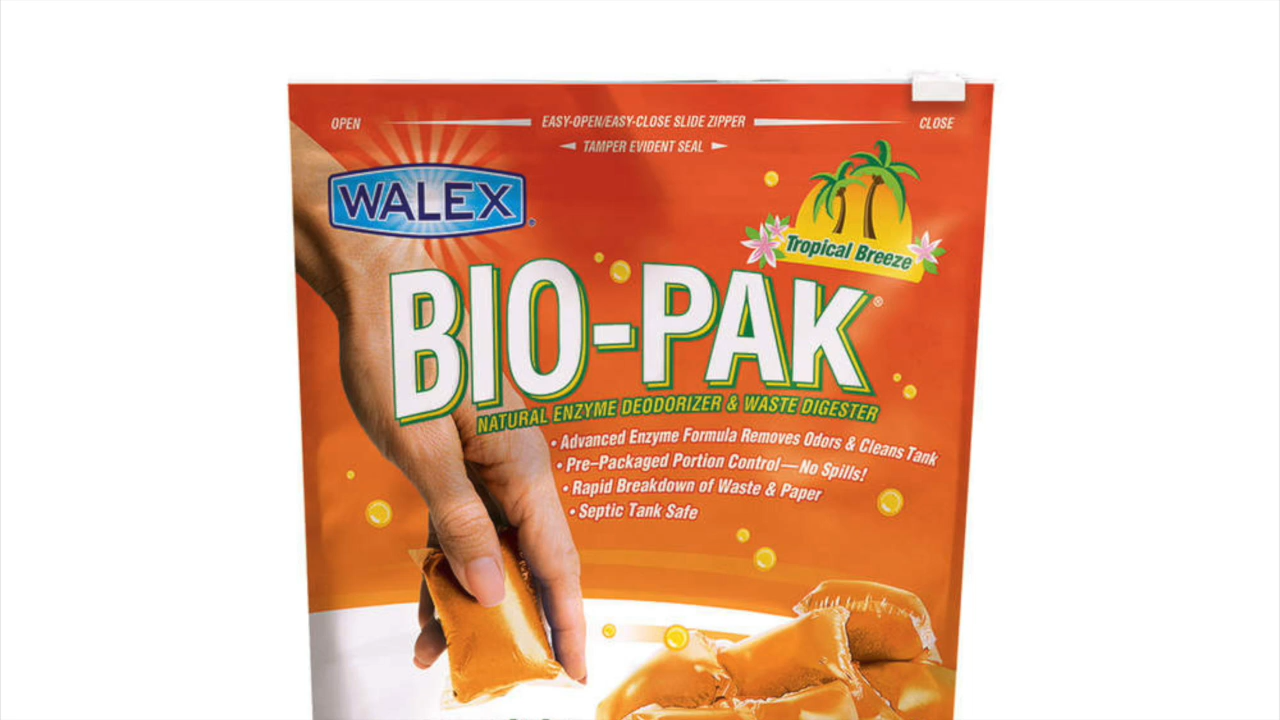 OPEN EASY-OPEN/EASY-CLOSE SLIDE ZIPPER CLOSE
TAMPER EVIDENT SEAL
WALEX®
Tropical Breeze
BIO-PAK®
NATURAL ENZYME DEODORIZER & WASTE DIGESTER
• Advanced Enzyme Formula Removes Odors & Cleans Tank
• Pre–Packaged Portion Control—No Spills!
• Rapid Breakdown of Waste & Paper
• Septic Tank Safe